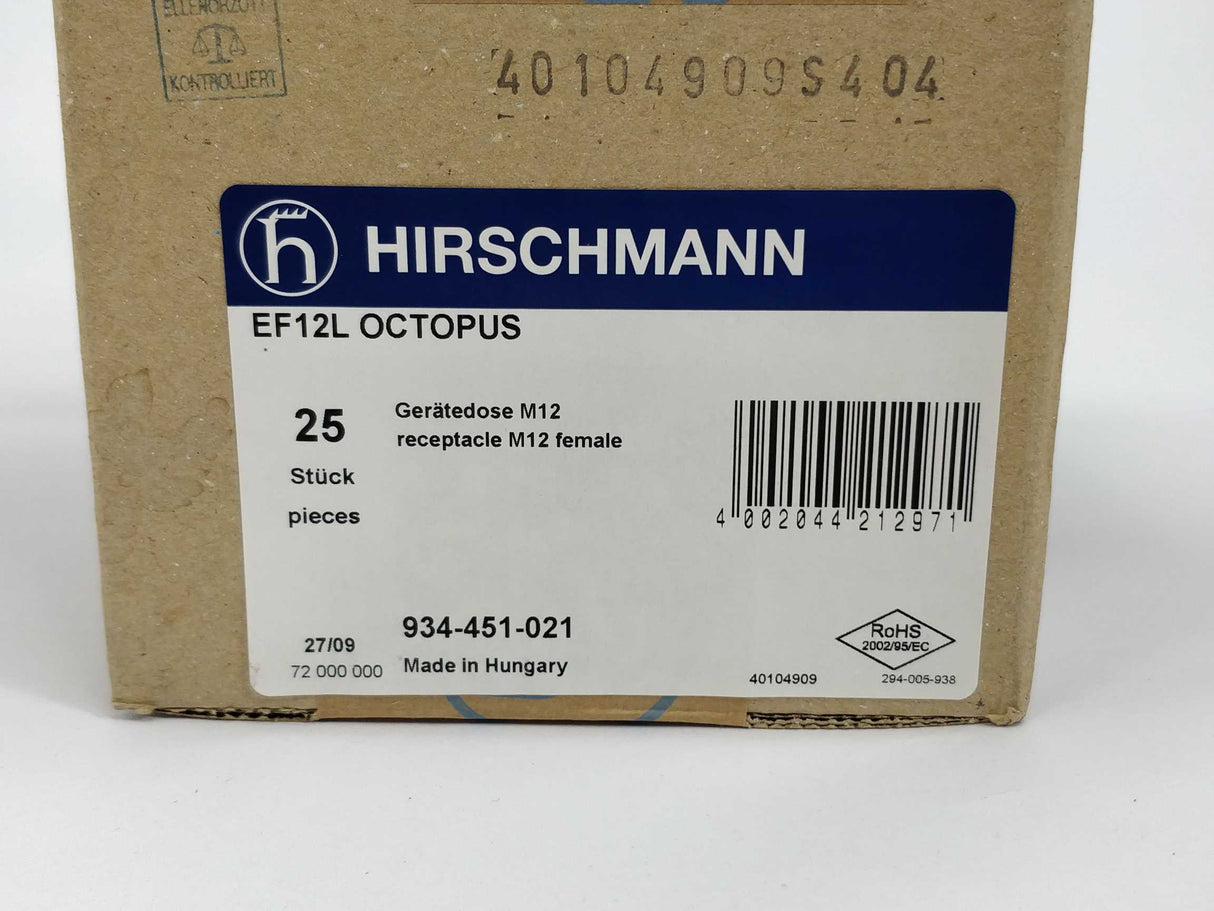 ELLENŐRZÖTT
KONTROLLIERT
40104909S404
h HIRSCHMANN
EF12L OCTOPUS
25
Stück
pieces
Gerätedose M12
receptacle M12 female
4 002044 212971
27/09
72 000 000
934-451-021
Made in Hungary
RoHS
2002/95/EC
40104909
294-005-938